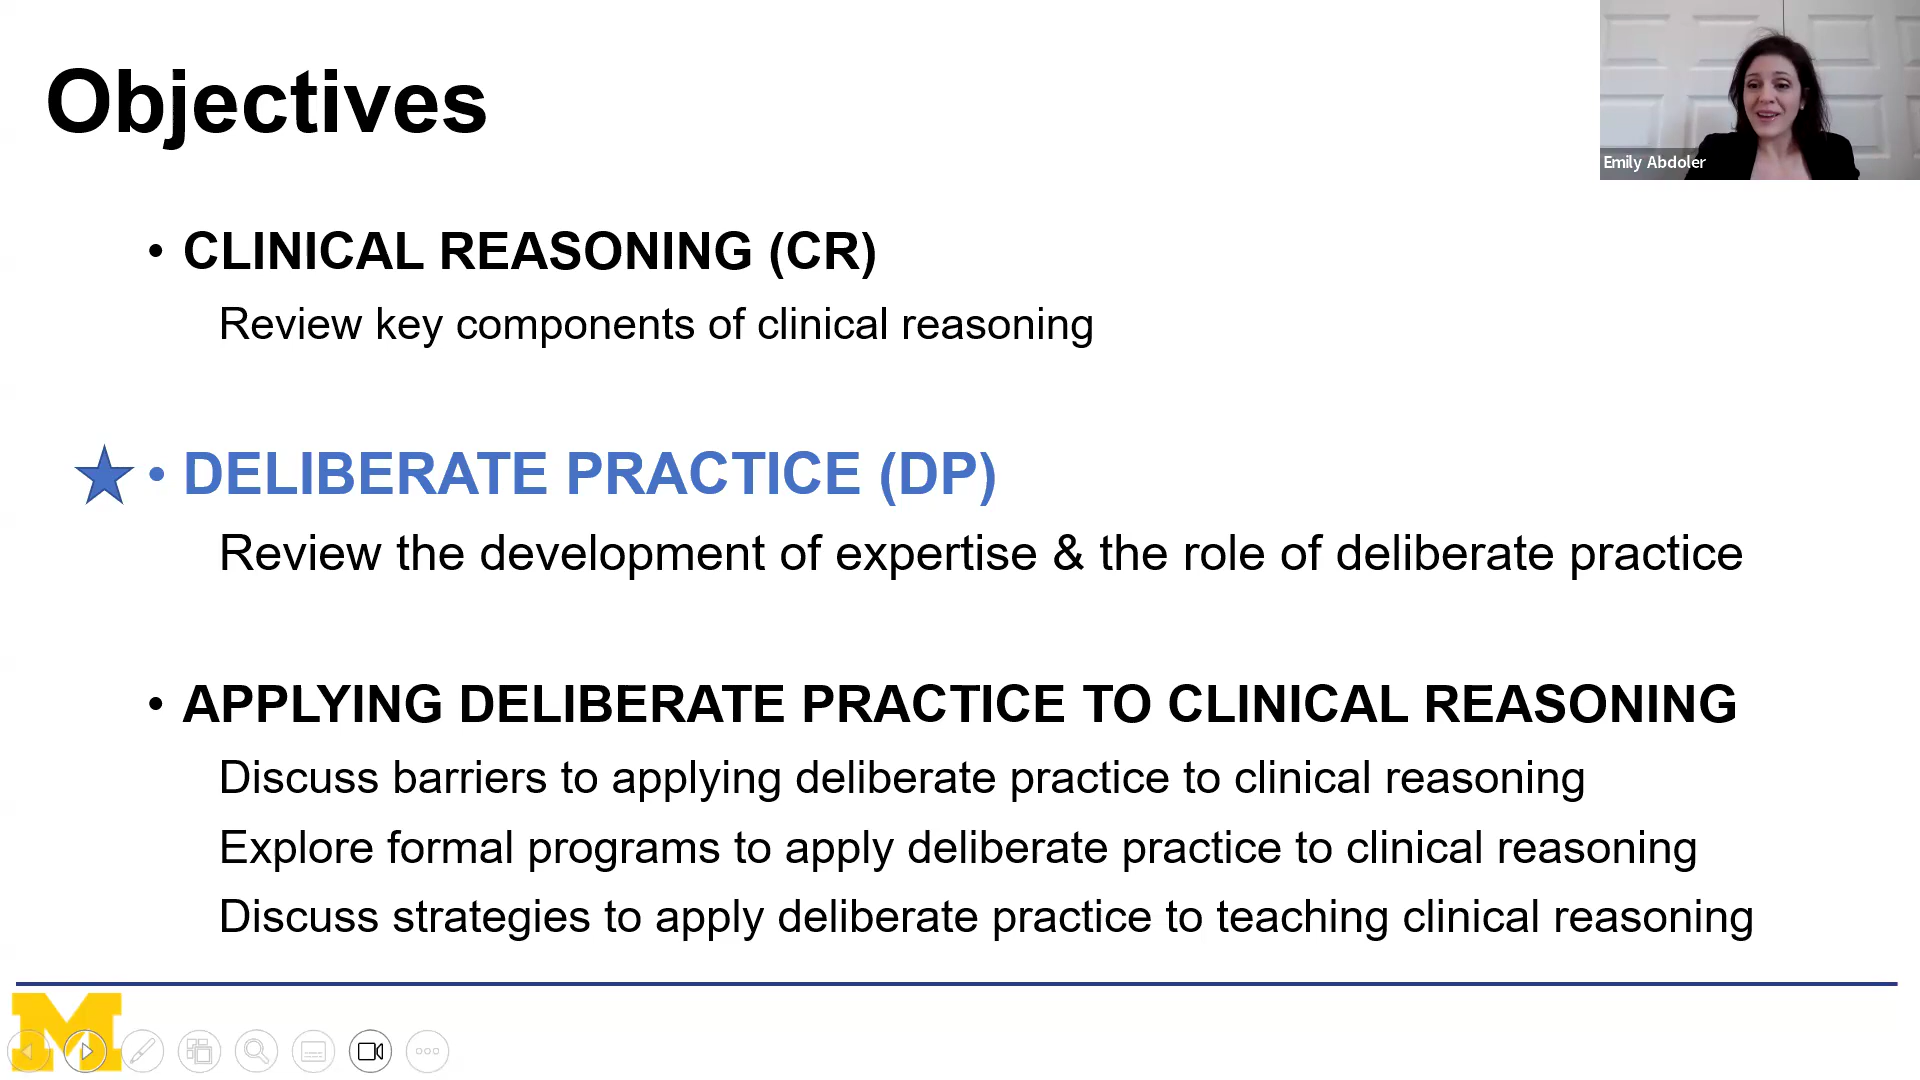 Objectives
Emily Abdoler
• CLINICAL REASONING (CR)
Review key components of clinical reasoning
• DELIBERATE PRACTICE (DP)
Review the development of expertise & the role of deliberate practice
• APPLYING DELIBERATE PRACTICE TO CLINICAL REASONING
Discuss barriers to applying deliberate practice to clinical reasoning
Explore formal programs to apply deliberate practice to clinical reasoning
Discuss strategies to apply deliberate practice to teaching clinical reasoning
M